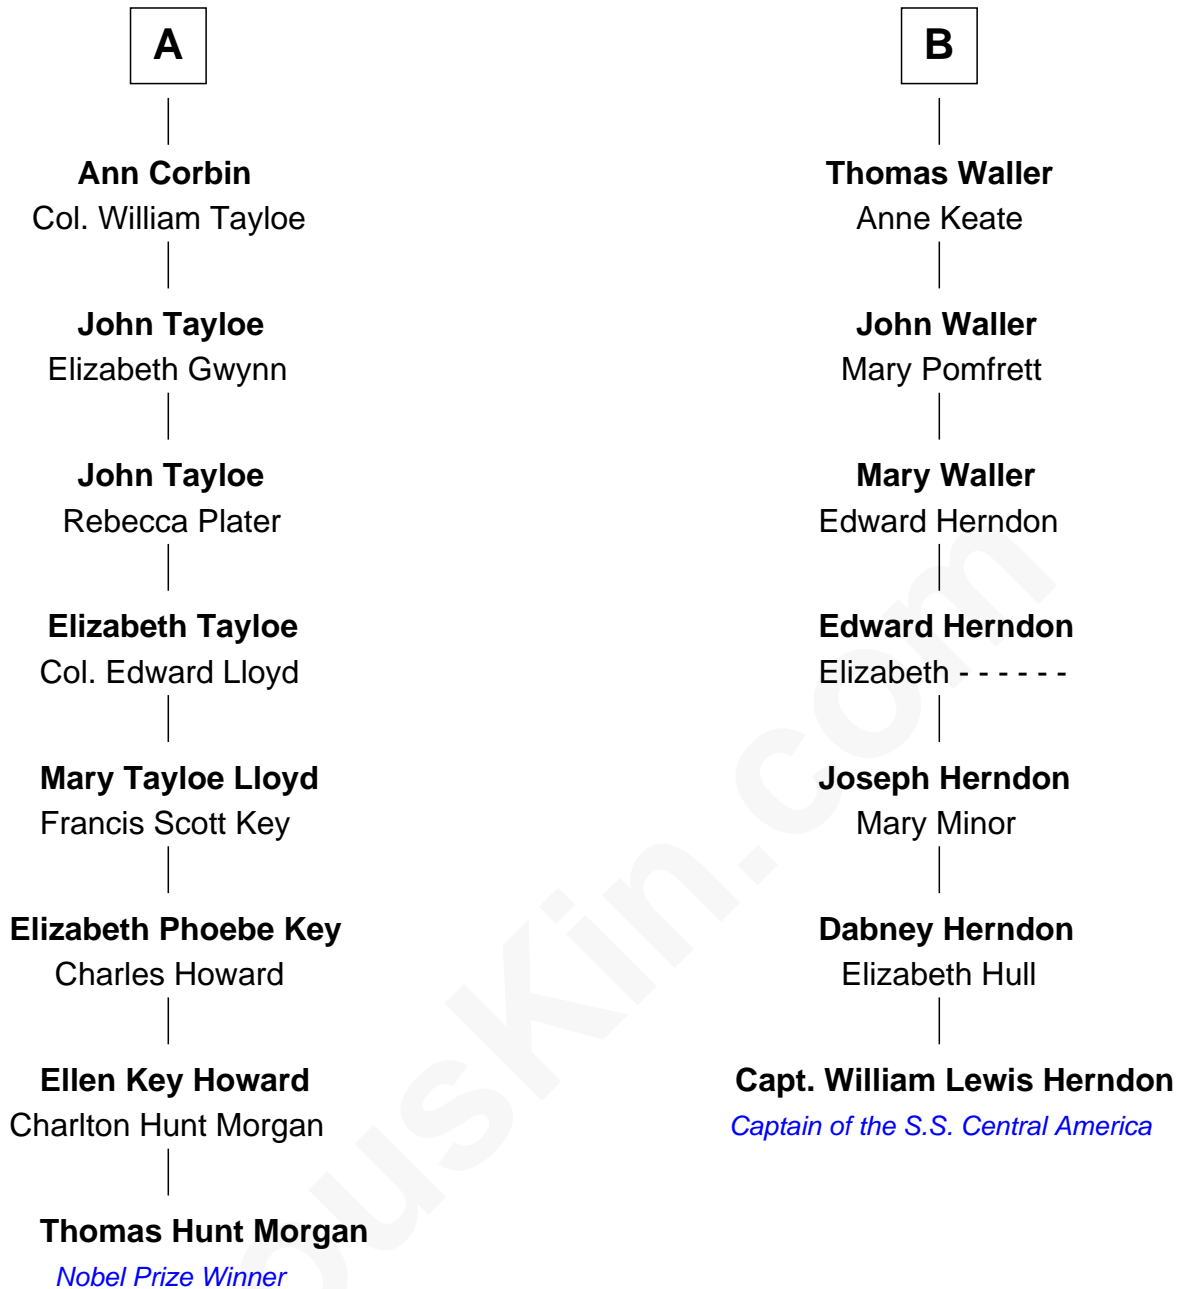 A
Ann Corbin
Col. William Tayloe
John Tayloe
Elizabeth Gwynn
John Tayloe
Rebecca Plater
Elizabeth Tayloe
Col. Edward Lloyd
Mary Tayloe Lloyd
Francis Scott Key
Elizabeth Phoebe Key
Charles Howard
Ellen Key Howard
Charlton Hunt Morgan
Thomas Hunt Morgan
Nobel Prize Winner
B
Thomas Waller
Anne Keate
John Waller
Mary Pomfrett
Mary Waller
Edward Herndon
Edward Herndon
Elizabeth - - - - - -
Joseph Herndon
Mary Minor
Dabney Herndon
Elizabeth Hull
Capt. William Lewis Herndon
Captain of the S.S. Central America
ousKin.com